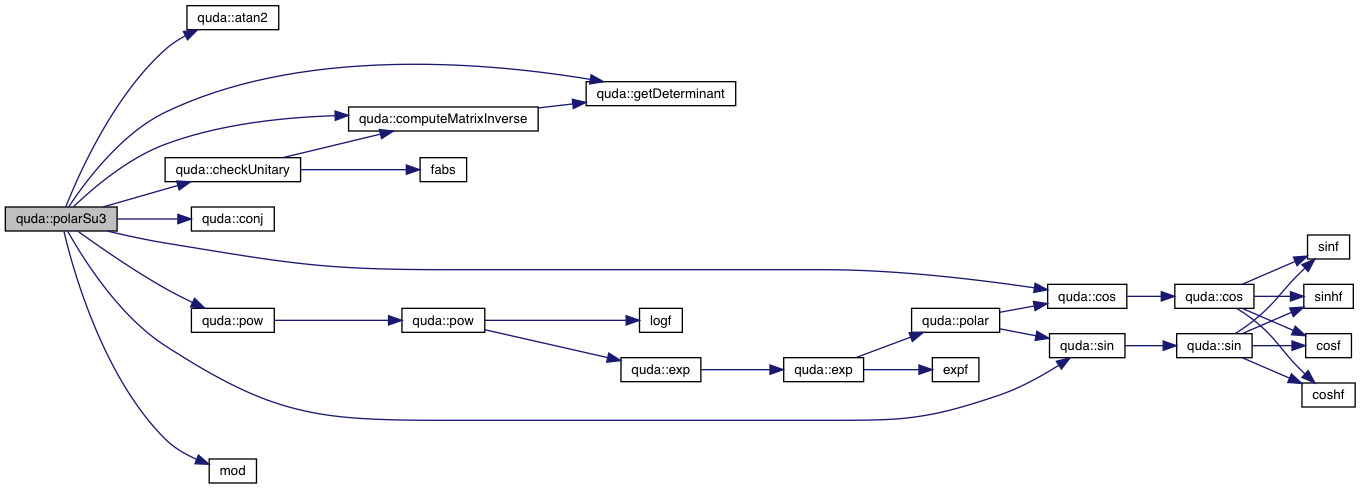 quda::atan2
quda::getDeterminant
quda::computeMatrixInverse
quda::checkUnitary
fabs
quda::polarSu3
quda::conj
sinf
quda::cos
quda::cos
sinhf
quda::pow
quda::pow
logf
quda::polar
quda::sin
quda::sin
cosf
quda::exp
quda::exp
expf
coshf
mod